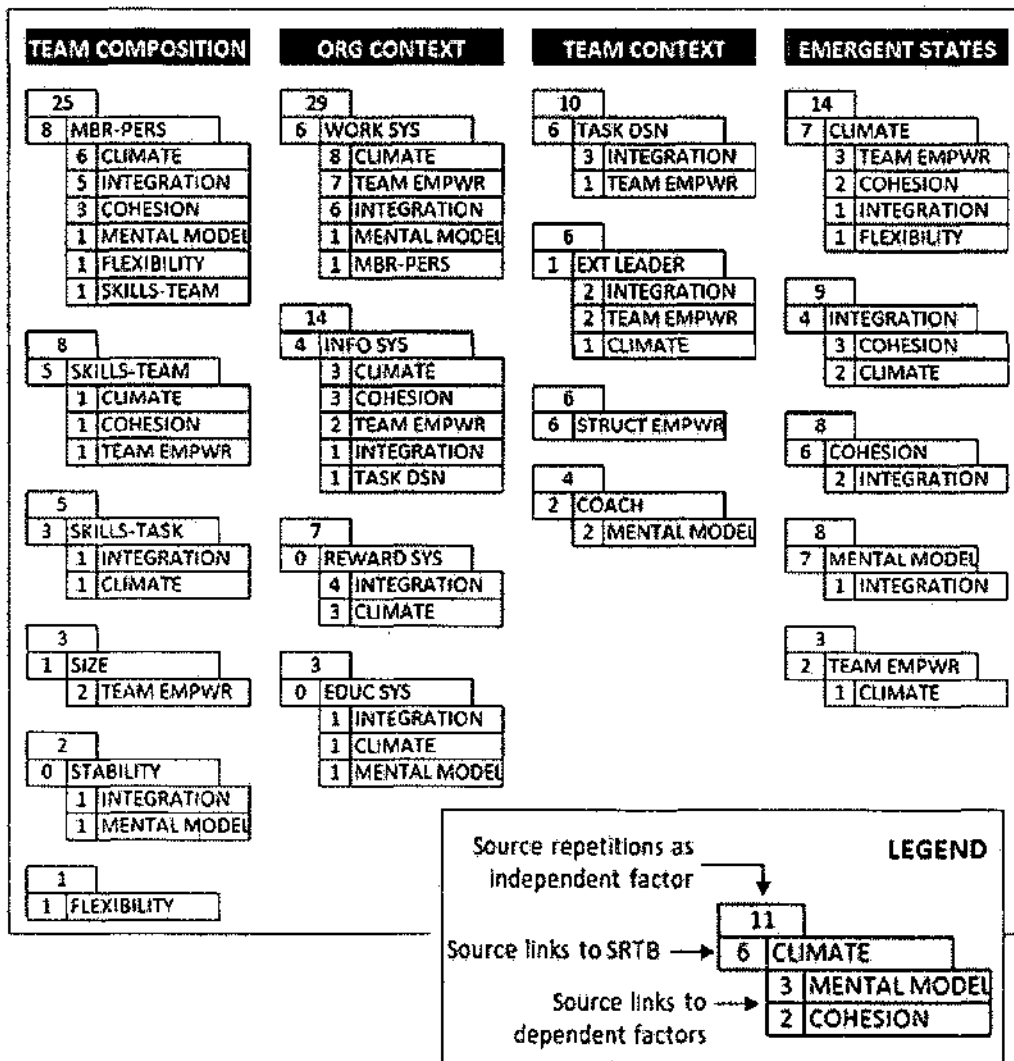 TEAM COMPOSITION
25
8 MBR-PERS
6 CLIMATE
5 INTEGRATION
3 COHESION
1 MENTAL MODEL
1 FLEXIBILITY
1 SKILLS-TEAM
8
5 SKILLS-TEAM
1 CLIMATE
1 COHESION
1 TEAM EMPWR
5
3 SKILLS-TASK
1 INTEGRATION
1 CLIMATE
3
1 SIZE
2 TEAM EMPWR
2
0 STABILITY
1 INTEGRATION
1 MENTAL MODEL
1
1 FLEXIBILITY
ORG CONTEXT
29
6 WORK SYS
8 CLIMATE
7 TEAM EMPWR
6 INTEGRATION
1 MENTAL MODEL
1 MBR-PERS
14
4 INFO SYS
3 CLIMATE
3 COHESION
2 TEAM EMPWR
1 INTEGRATION
1 TASK DSN
7
0 REWARD SYS
4 INTEGRATION
3 CLIMATE
3
0 EDUC SYS
1 INTEGRATION
1 CLIMATE
1 MENTAL MODEL
TEAM CONTEXT
10
6 TASK DSN
3 INTEGRATION
1 TEAM EMPWR
6
1 EXT LEADER
2 INTEGRATION
2 TEAM EMPWR
1 CLIMATE
6
6 STRUCT EMPWR
4
2 COACH
2 MENTAL MODEL
EMERGENT STATES
14
7 CLIMATE
3 TEAM EMPWR
2 COHESION
1 INTEGRATION
1 FLEXIBILITY
9
4 INTEGRATION
3 COHESION
2 CLIMATE
8
6 COHESION
2 INTEGRATION
8
7 MENTAL MODEL
1 INTEGRATION
3
2 TEAM EMPWR
1 CLIMATE
LEGEND
Source repetitions as
independent factor
11
Source links to SRTB
6 CLIMATE
3 MENTAL MODEL
2 COHESION
Source links to
dependent factors